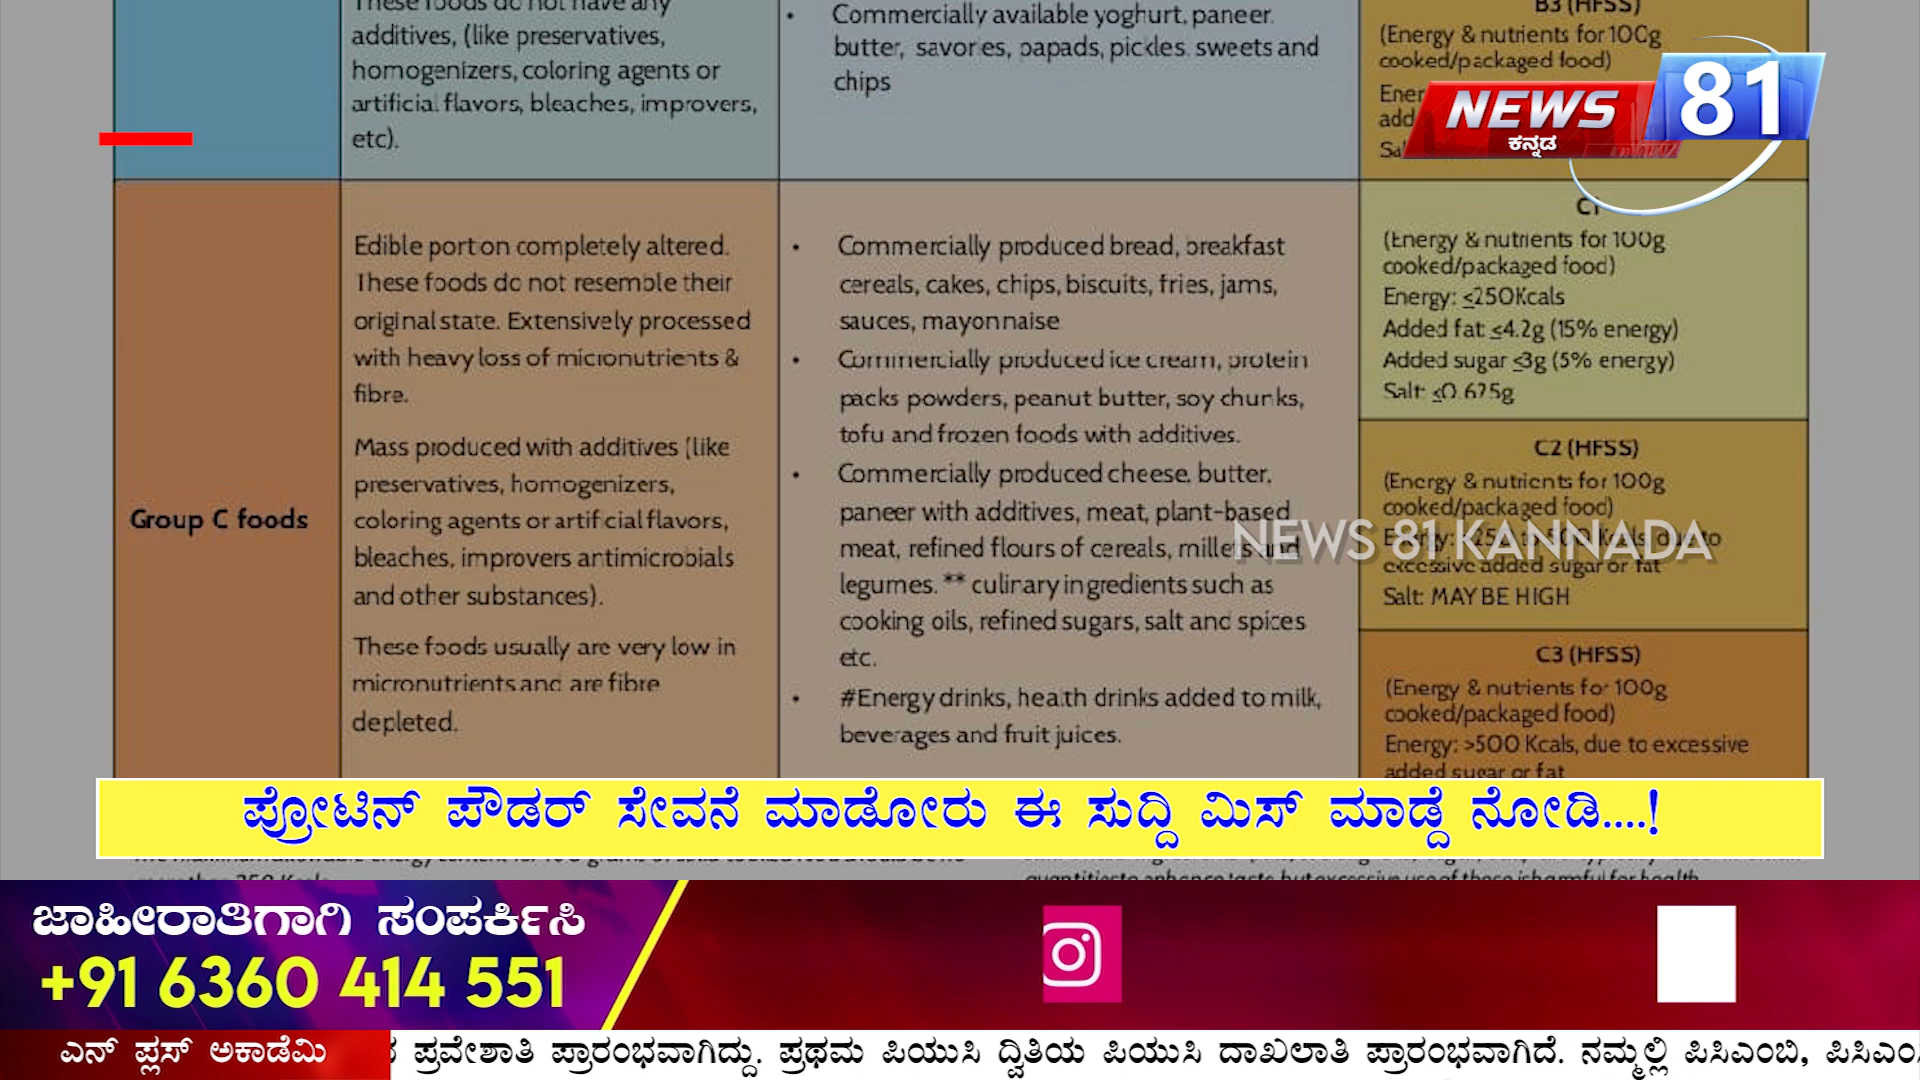 These foods do not have any
additives, (like preservatives,
homogenizers, coloring agents or
artificial flavors, bleaches, improvers,
etc).
• Commercially available yoghurt, paneer,
butter, savories, papads, pickles, sweets and
chips
B3 (HFSS)
(Energy & nutrients for 100g
cooked/packaged food)
Ener
add
Sa
NEWS 81
ಕನ್ನಡ
Group C foods
Edible portion completely altered.
These foods do not resemble their
original state. Extensively processed
with heavy loss of micronutrients &
fibre.
Mass produced with additives (like
preservatives, homogenizers,
coloring agents or artificial flavors,
bleaches, improvers antimicrobials
and other substances).
These foods usually are very low in
micronutrients and are fibre
depleted.
• Commercially produced bread, breakfast
cereals, cakes, chips, biscuits, fries, jams,
sauces, mayonnaise
• Commercially produced ice cream, protein
packs powders, peanut butter, soy chunks,
tofu and frozen foods with additives.
• Commercially produced cheese, butter,
paneer with additives, meat, plant-based
meat, refined flours of cereals, millets and
legumes. ** culinary ingredients such as
cooking oils, refined sugars, salt and spices
etc.
• #Energy drinks, health drinks added to milk,
beverages and fruit juices.
C1
(Energy & nutrients for 100g
cooked/packaged food)
Energy: ≤250Kcals
Added fat: ≤4.2g (15% energy)
Added sugar ≤3g (5% energy)
Salt: ≤0.625g
C2 (HFSS)
(Energy & nutrients for 100g
cooked/packaged food)
due to
excessive added sugar or fat
Salt: MAY BE HIGH
NEWS 81 KANNADA
C3 (HFSS)
(Energy & nutrients for 100g
cooked/packaged food)
Energy: >500 Kcals, due to excessive
added sugar or fat
ಪ್ರೋಟಿನ್ ಪೌಡರ್ ಸೇವನೆ ಮಾಡೋರು ಈ ಸುದ್ದಿ ಮಿಸ್ ಮಾಡ್ದೆ ನೋಡಿ....!
ಜಾಹೀರಾತಿಗಾಗಿ ಸಂಪರ್ಕಿಸಿ
+91 6360 414 551
ಎನ್ ಪ್ಲಸ್ ಅಕಾಡೆಮಿ
ಪ್ರವೇಶಾತಿ ಪ್ರಾರಂಭವಾಗಿದ್ದು. ಪ್ರಥಮ ಪಿಯುಸಿ ದ್ವಿತಿಯ ಪಿಯುಸಿ ದಾಖಲಾತಿ ಪ್ರಾರಂಭವಾಗಿದೆ. ನಮ್ಮಲ್ಲಿ ಪಿಸಿಎಂಬಿ, ಪಿಸಿಎಂಸಿ